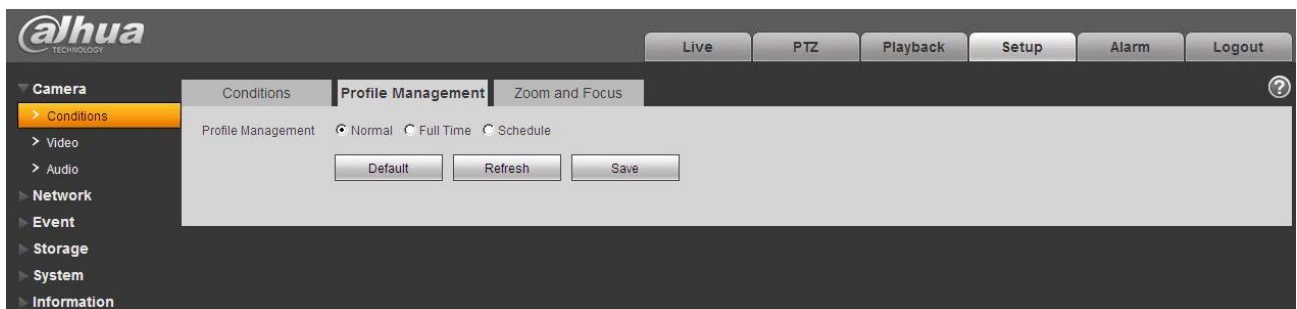 alhua
TECHNOLOGY
Live PTZ Playback Setup Alarm Logout
Camera
Conditions Profile Management Zoom and Focus
?
> Conditions
Profile Management Normal Full Time Schedule
> Video
Default Refresh Save
> Audio
Network
Event
Storage
System
Information